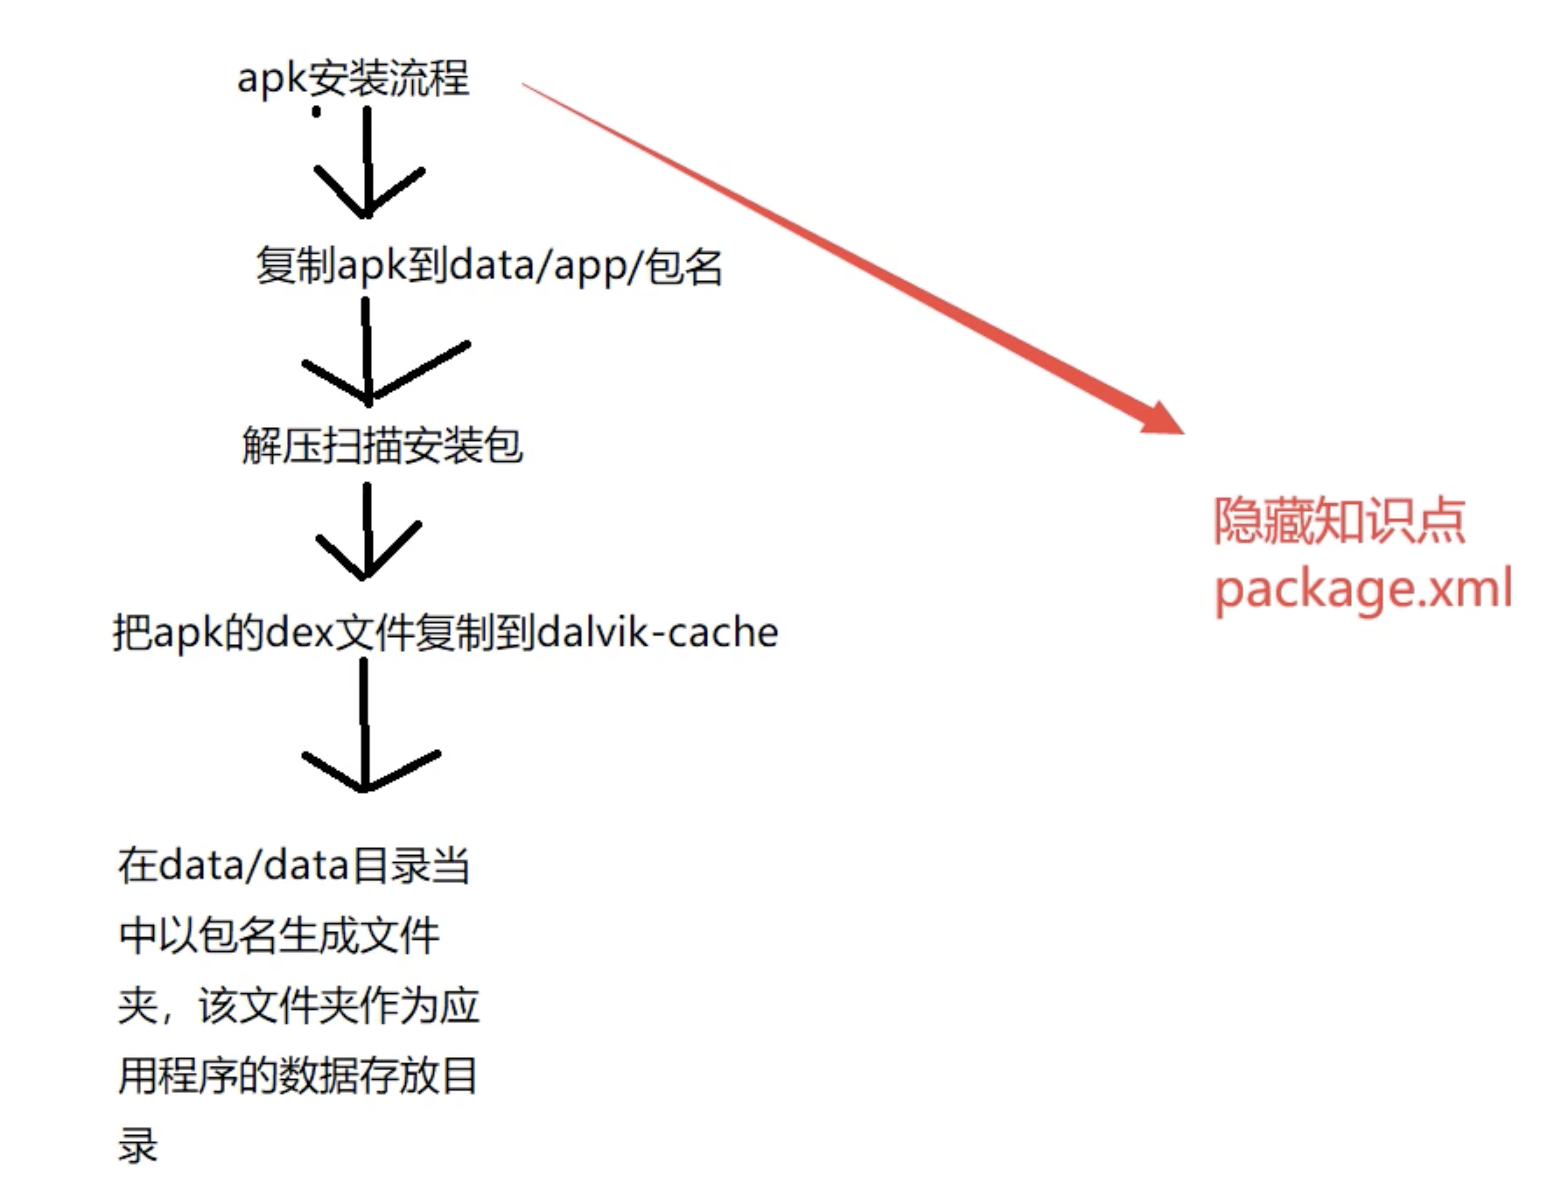 apk安装流程
复制apk到data/app/包名
解压扫描安装包
把apk的dex文件复制到dalvik-cache
在data/data目录当
中以包名生成文件
夹，该文件夹作为应
用程序的数据存放目
录
隐藏知识点
package.xml